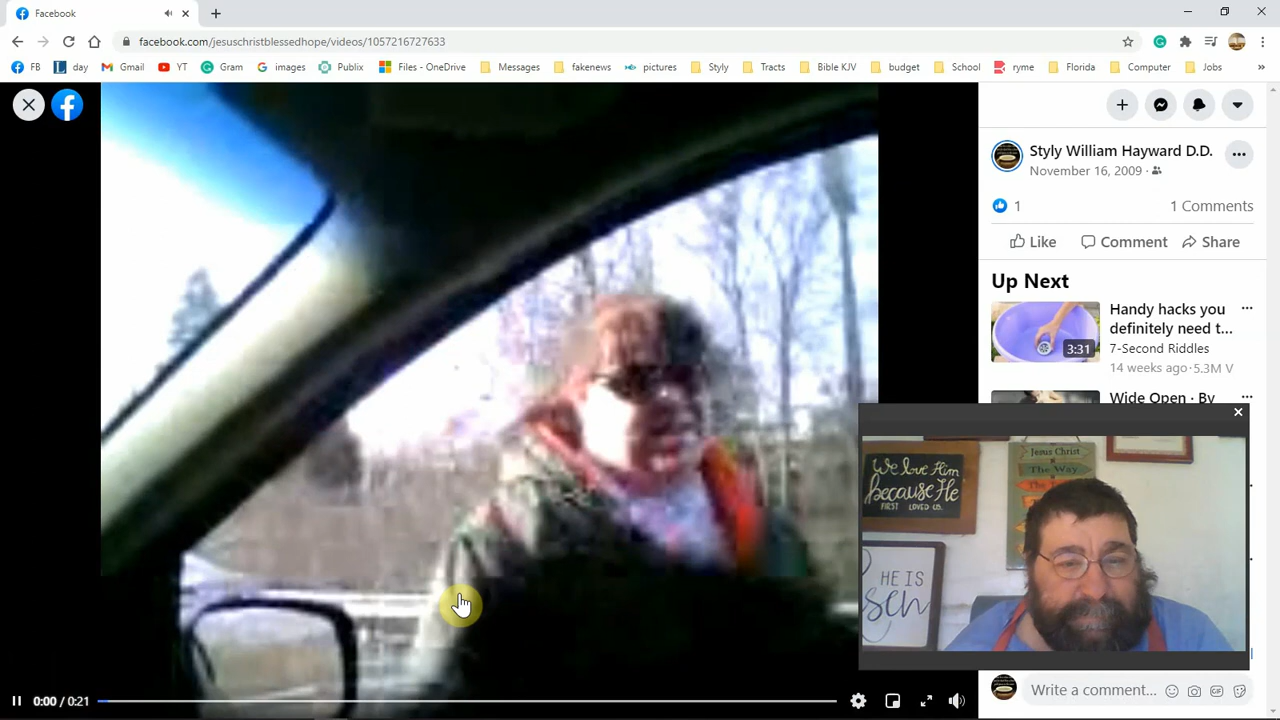 Facebook
facebook.com/jesuschristblessedhope/videos/1057216727633
FB
day
Gmail
YT
Gram
images
Publix
Files - OneDrive
Messages
fakenews
pictures
Styly
Tracts
Bible KJV
budget
School
ryme
Florida
Computer
Jobs
»
Styly William Hayward D.D.
November 16, 2009 ·
1
1 Comments
Like
Comment
Share
Up Next
Handy hacks you
definitely need t...
7-Second Riddles
14 weeks ago · 5.3M V
3:31
Wide Open · By
We love Him
because He
FIRST LOVED US.
Jesus Christ
The Way
The
HE IS
0:00 / 0:21
Write a comment...
GIF